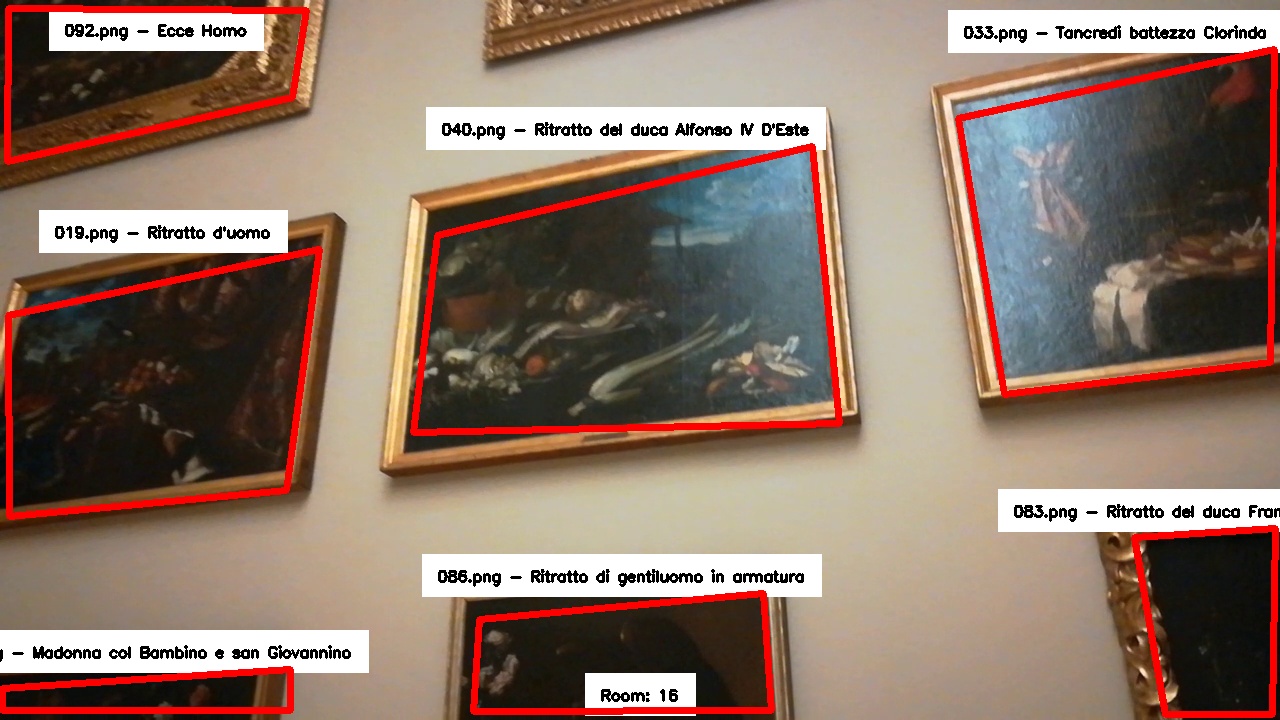 092.png - Ecce Homo
033.png - Tancredi battezza Clorinda
040.png - Ritratto del duca Alfonso IV D'Este
019.png - Ritratto d'uomo
083.png - Ritratto del duca
086.png - Ritratto di gentiluomo in armatura
- Madonna col Bambino e san Giovannino
Room: 16